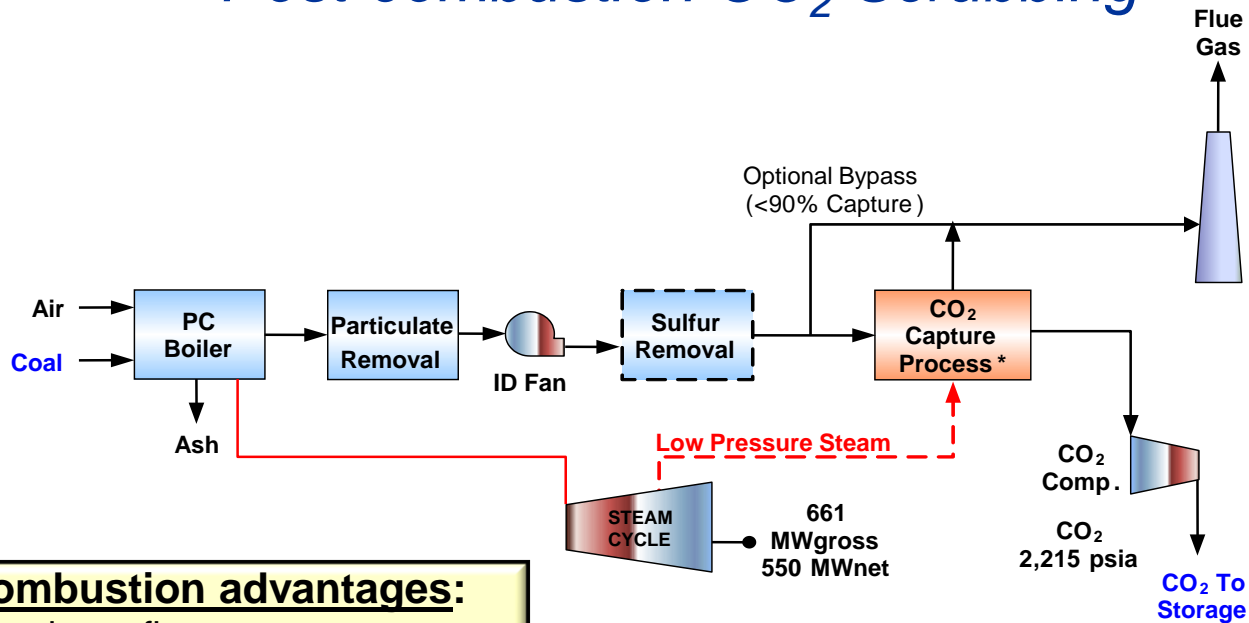 CO2 Scrubbing
Flue
Gas
Optional Bypass
(<90% Capture)
Air
Coal
PC
Boiler
Particulate
Removal
ID Fan
Sulfur
Removal
CO2
Capture
Process*
Ash
Low Pressure Steam
STEAM
CYCLE
661
MWgross
550 MWnet
CO2
Comp.
CO2
2,215 psia
CO2 To
Storage
ombustion advantages: